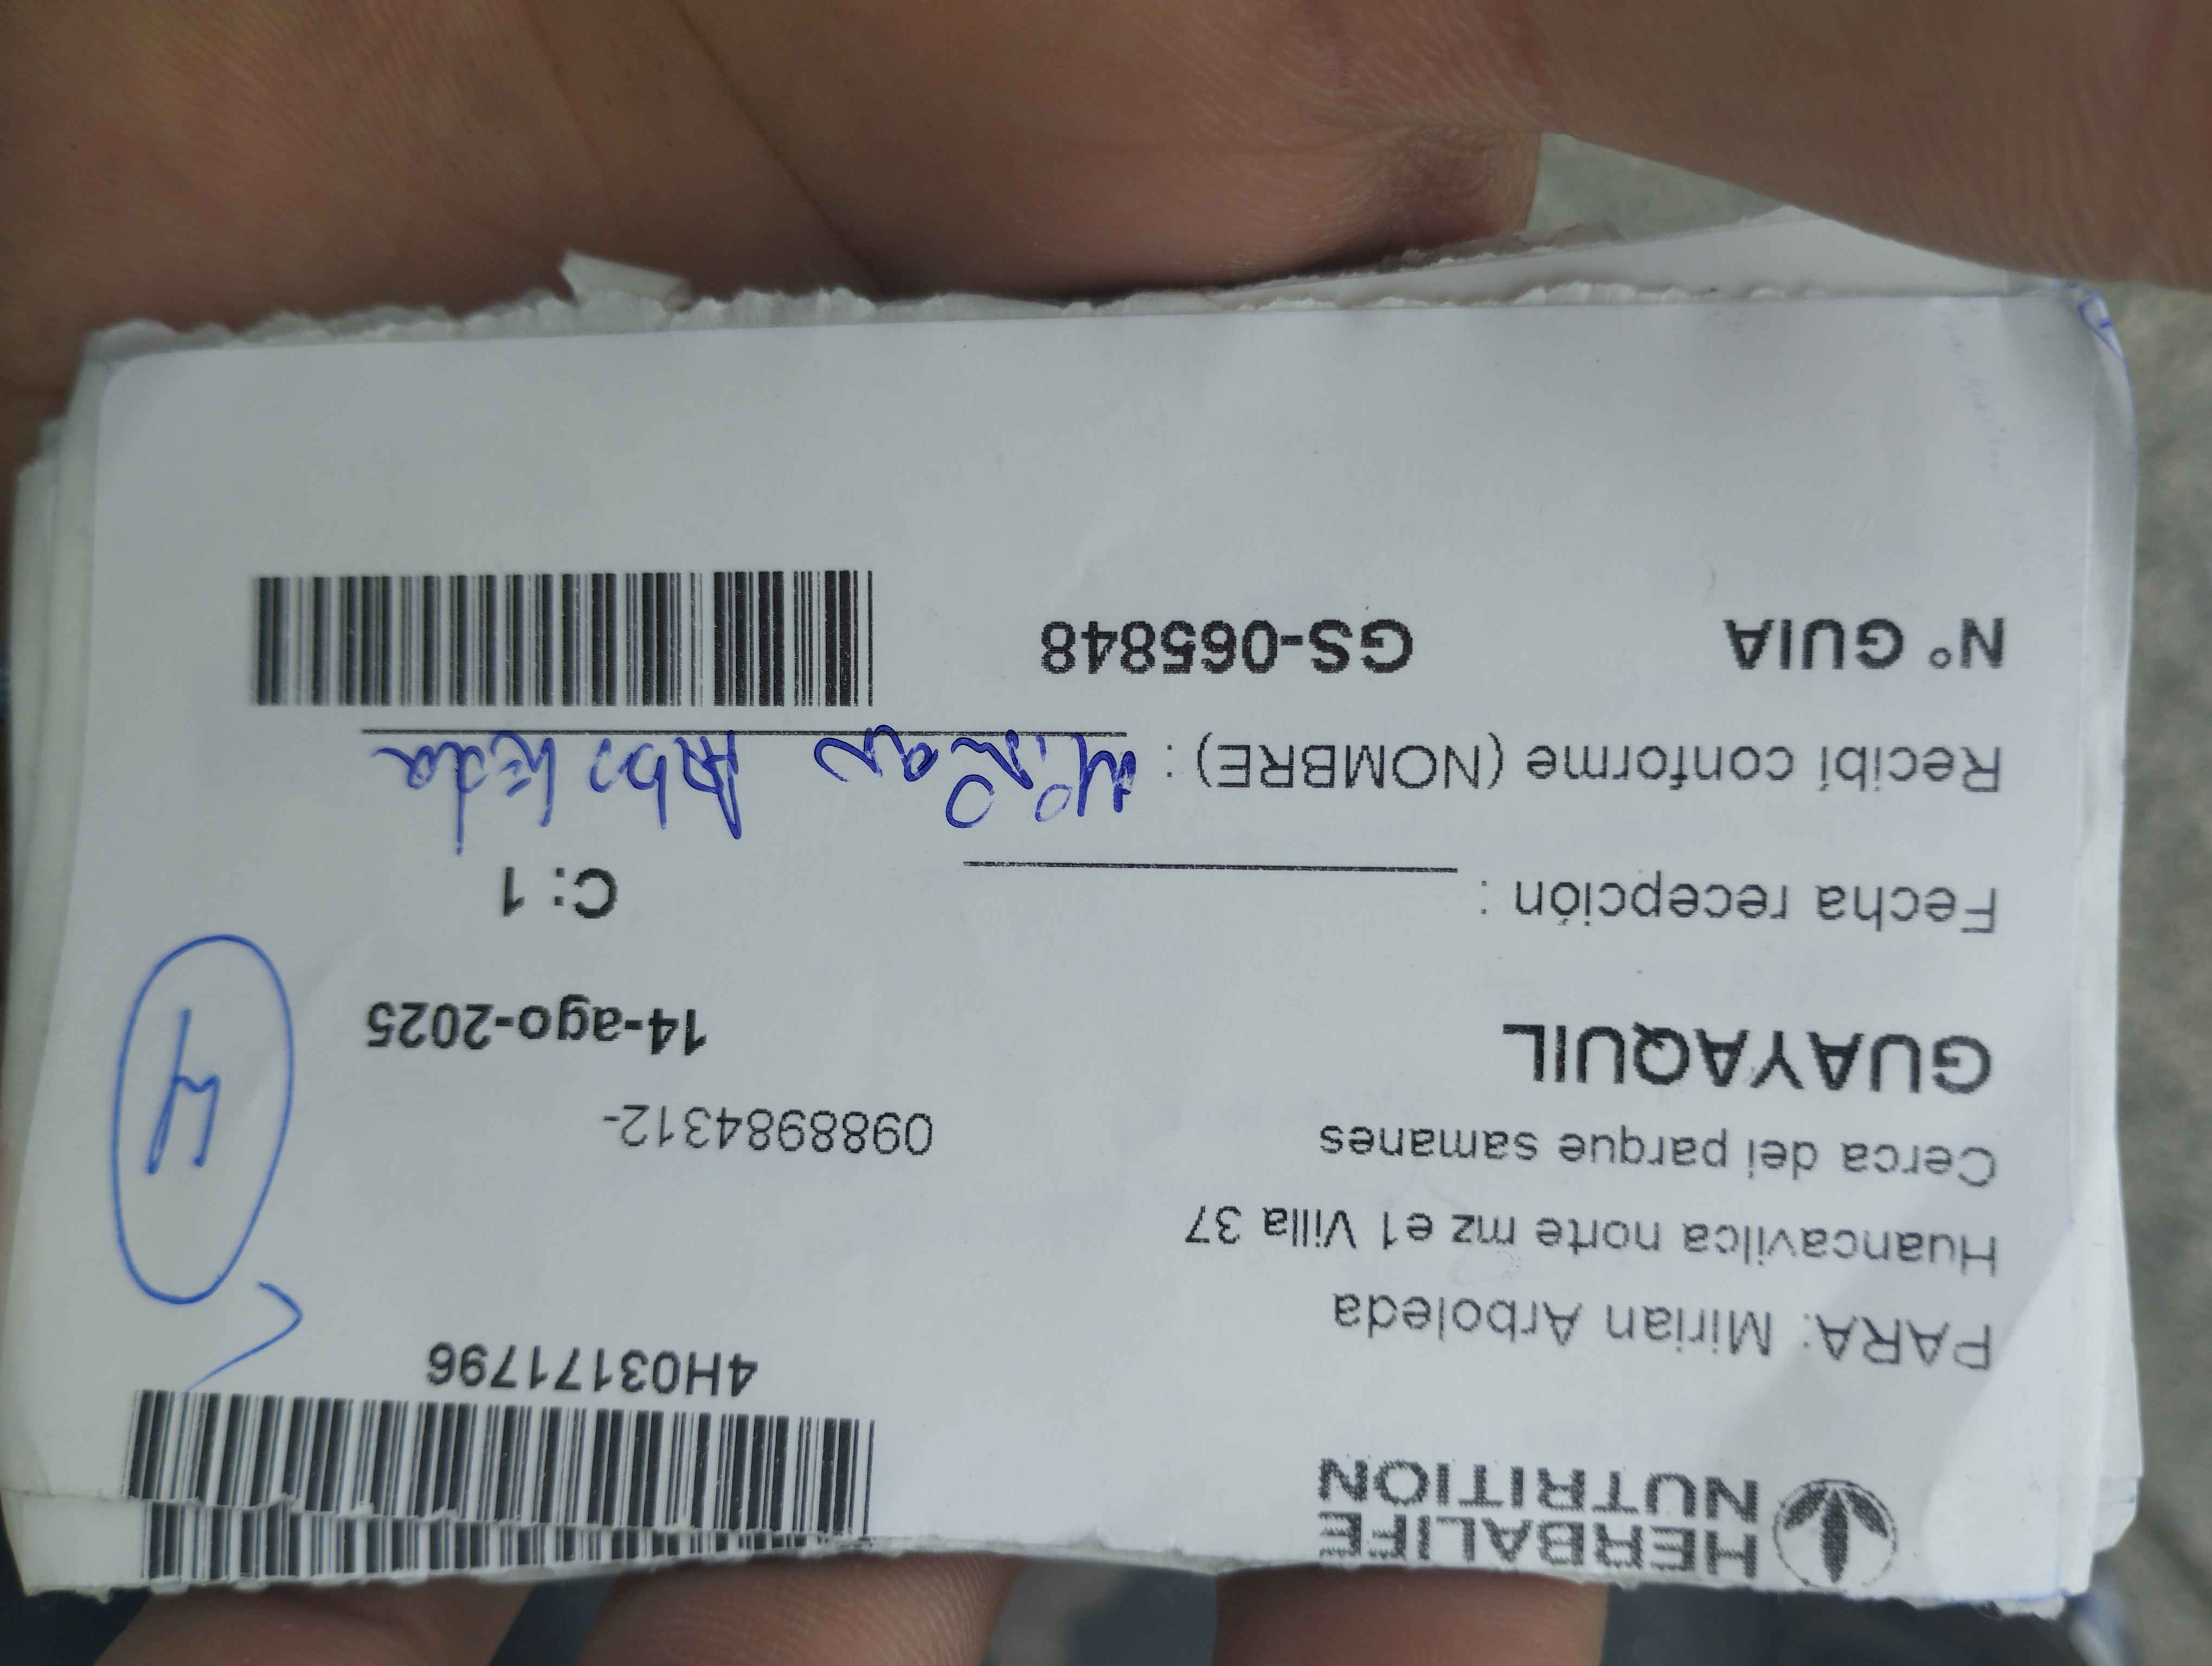 HERBALIFE
NUTRITION
4H03171796
PARA: Mirian Arboleda
Huancavilca norte mz e1 Villa 37
Cerca del parque samanes
0988984312-
GUAYAQUIL
14-ago-2025
4
Fecha recepción :
C: 1
Recibí conforme (NOMBRE) : Mirian Arboleda
N° GUIA GS-065848